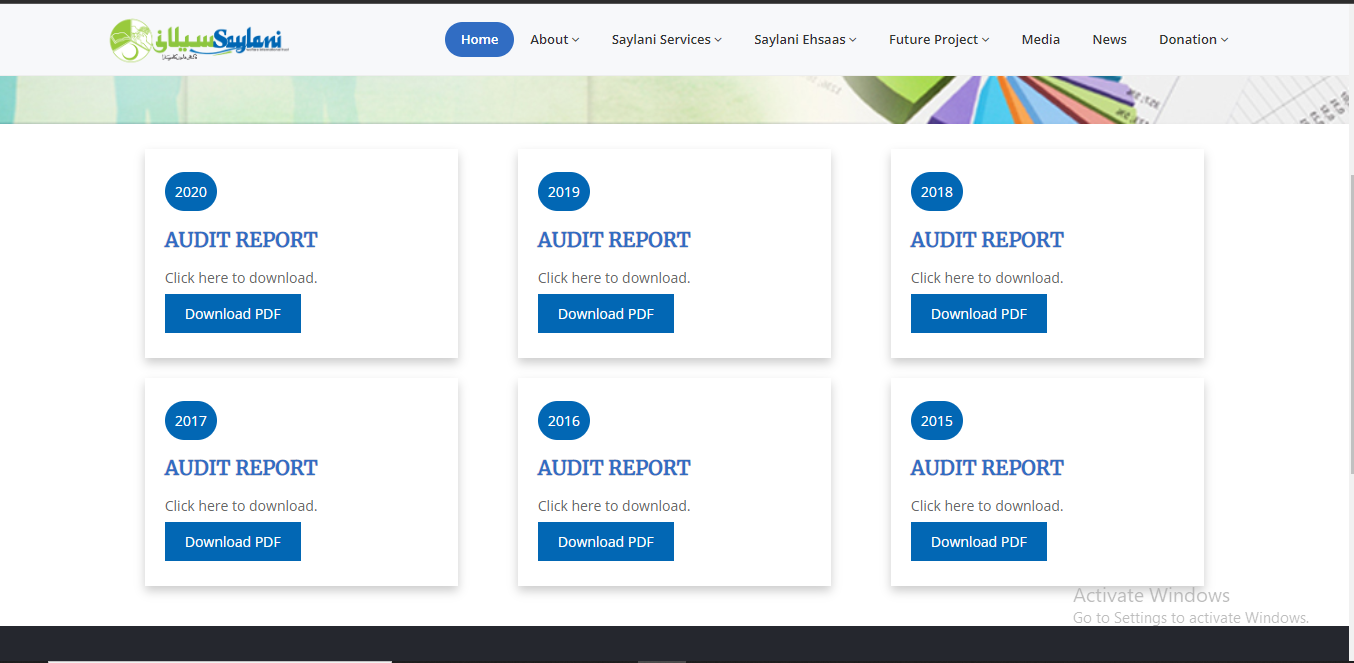 سیلانی Saylani
Home About Saylani Services Saylani Ehsaas Future Project Media News Donation
2020 2019 2018
AUDIT REPORT AUDIT REPORT AUDIT REPORT
Click here to download. Click here to download. Click here to download.
Download PDF Download PDF Download PDF
2017 2016 2015
AUDIT REPORT AUDIT REPORT AUDIT REPORT
Click here to download. Click here to download. Click here to download.
Download PDF Download PDF Download PDF
Activate Windows
Go to Settings to activate Windows.